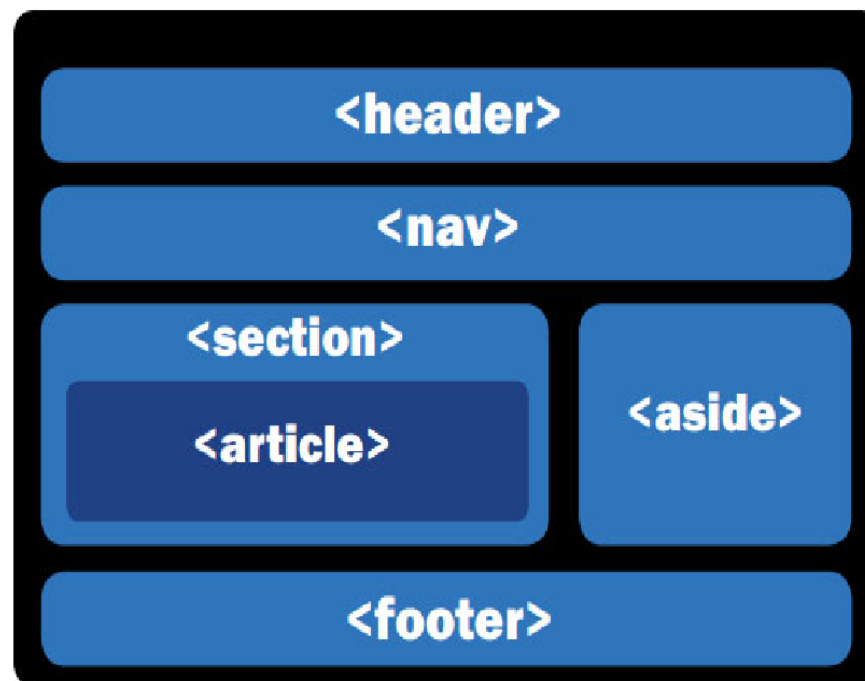 <header>
<nav>
<section>
<article>
<aside>
<footer>